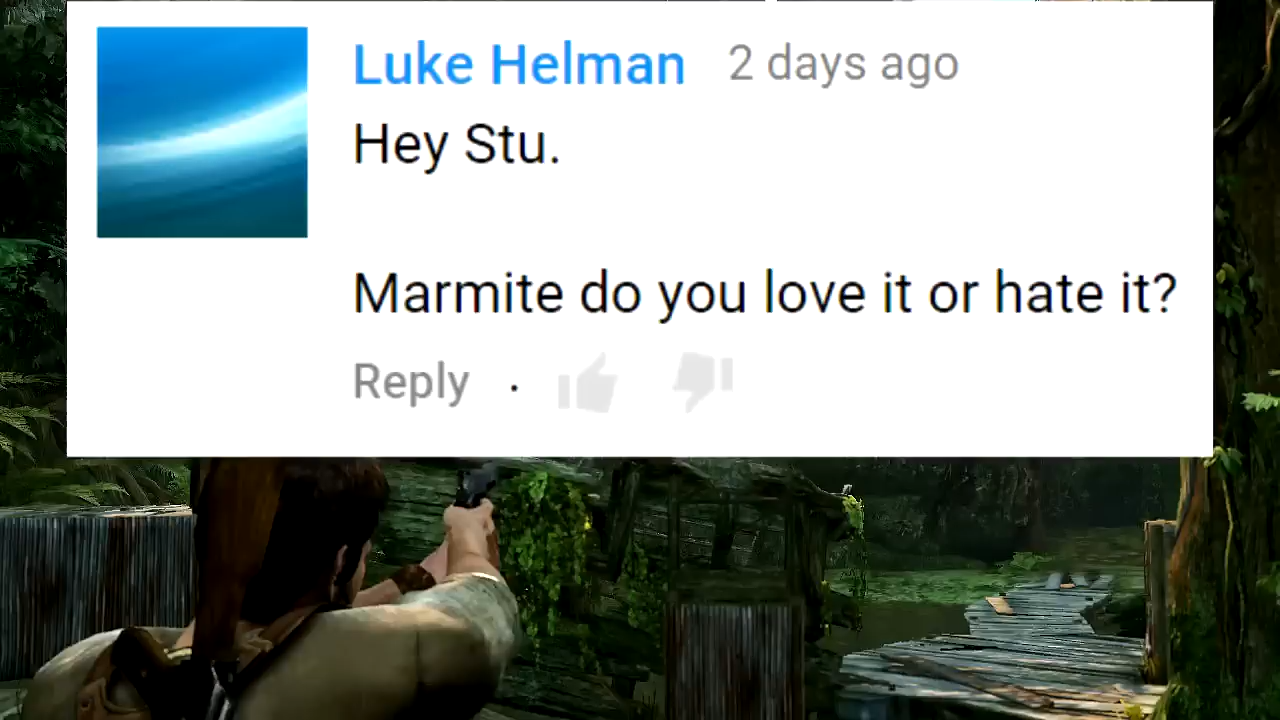 Luke Helman 2 days ago
Hey Stu.
Marmite do you love it or hate it?
Reply ·